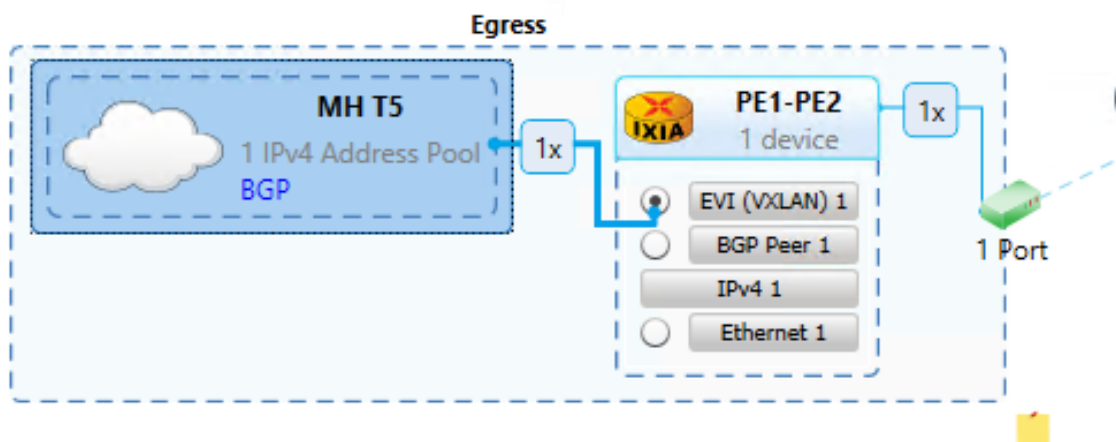 Egress
MH T5
1 IPv4 Address Pool
BGP
1x
IXIA
PE1-PE2
1 device
EVI (VXLAN) 1
BGP Peer 1
IPv4 1
Ethernet 1
1x
1 Port